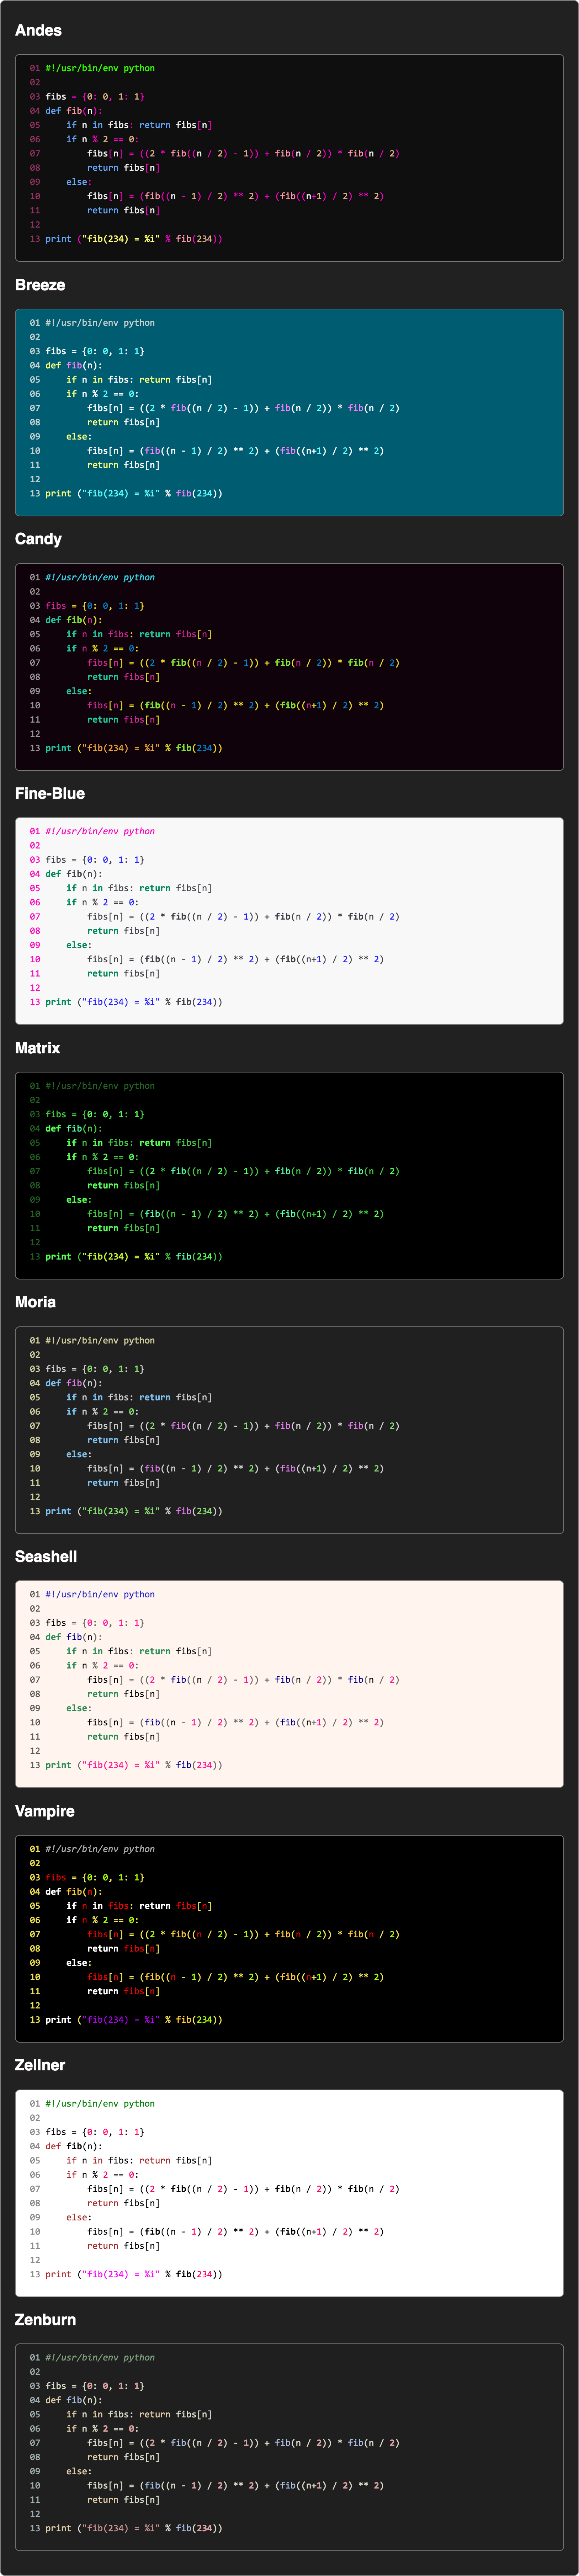 Andes
01 #!/usr/bin/env python
02
03 fibs = {0: 0, 1: 1}
04 def fib(n):
05     if n in fibs: return fibs[n]
06     if n % 2 == 0:
07         fibs[n] = ((2 * fib((n / 2) - 1)) + fib(n / 2)) * fib(n / 2)
08         return fibs[n]
09     else:
10         fibs[n] = (fib((n - 1) / 2) ** 2) + (fib((n+1) / 2) ** 2)
11         return fibs[n]
12
13 print ("fib(234) = %i" % fib(234))
Breeze
01 #!/usr/bin/env python
02
03 fibs = {0: 0, 1: 1}
04 def fib(n):
05     if n in fibs: return fibs[n]
06     if n % 2 == 0:
07         fibs[n] = ((2 * fib((n / 2) - 1)) + fib(n / 2)) * fib(n / 2)
08         return fibs[n]
09     else:
10         fibs[n] = (fib((n - 1) / 2) ** 2) + (fib((n+1) / 2) ** 2)
11         return fibs[n]
12
13 print ("fib(234) = %i" % fib(234))
Candy
01 #!/usr/bin/env python
02
03 fibs = {0: 0, 1: 1}
04 def fib(n):
05     if n in fibs: return fibs[n]
06     if n % 2 == 0:
07         fibs[n] = ((2 * fib((n / 2) - 1)) + fib(n / 2)) * fib(n / 2)
08         return fibs[n]
09     else:
10         fibs[n] = (fib((n - 1) / 2) ** 2) + (fib((n+1) / 2) ** 2)
11         return fibs[n]
12
13 print ("fib(234) = %i" % fib(234))
Fine-Blue
01 #!/usr/bin/env python
02
03 fibs = {0: 0, 1: 1}
04 def fib(n):
05     if n in fibs: return fibs[n]
06     if n % 2 == 0:
07         fibs[n] = ((2 * fib((n / 2) - 1)) + fib(n / 2)) * fib(n / 2)
08         return fibs[n]
09     else:
10         fibs[n] = (fib((n - 1) / 2) ** 2) + (fib((n+1) / 2) ** 2)
11         return fibs[n]
12
13 print ("fib(234) = %i" % fib(234))
Matrix
01 #!/usr/bin/env python
02
03 fibs = {0: 0, 1: 1}
04 def fib(n):
05     if n in fibs: return fibs[n]
06     if n % 2 == 0:
07         fibs[n] = ((2 * fib((n / 2) - 1)) + fib(n / 2)) * fib(n / 2)
08         return fibs[n]
09     else:
10         fibs[n] = (fib((n - 1) / 2) ** 2) + (fib((n+1) / 2) ** 2)
11         return fibs[n]
12
13 print ("fib(234) = %i" % fib(234))
Moria
01 #!/usr/bin/env python
02
03 fibs = {0: 0, 1: 1}
04 def fib(n):
05     if n in fibs: return fibs[n]
06     if n % 2 == 0:
07         fibs[n] = ((2 * fib((n / 2) - 1)) + fib(n / 2)) * fib(n / 2)
08         return fibs[n]
09     else:
10         fibs[n] = (fib((n - 1) / 2) ** 2) + (fib((n+1) / 2) ** 2)
11         return fibs[n]
12
13 print ("fib(234) = %i" % fib(234))
Seashell
01 #!/usr/bin/env python
02
03 fibs = {0: 0, 1: 1}
04 def fib(n):
05     if n in fibs: return fibs[n]
06     if n % 2 == 0:
07         fibs[n] = ((2 * fib((n / 2) - 1)) + fib(n / 2)) * fib(n / 2)
08         return fibs[n]
09     else:
10         fibs[n] = (fib((n - 1) / 2) ** 2) + (fib((n+1) / 2) ** 2)
11         return fibs[n]
12
13 print ("fib(234) = %i" % fib(234))
Vampire
01 #!/usr/bin/env python
02
03 fibs = {0: 0, 1: 1}
04 def fib(n):
05     if n in fibs: return fibs[n]
06     if n % 2 == 0:
07         fibs[n] = ((2 * fib((n / 2) - 1)) + fib(n / 2)) * fib(n / 2)
08         return fibs[n]
09     else:
10         fibs[n] = (fib((n - 1) / 2) ** 2) + (fib((n+1) / 2) ** 2)
11         return fibs[n]
12
13 print ("fib(234) = %i" % fib(234))
Zellner
01 #!/usr/bin/env python
02
03 fibs = {0: 0, 1: 1}
04 def fib(n):
05     if n in fibs: return fibs[n]
06     if n % 2 == 0:
07         fibs[n] = ((2 * fib((n / 2) - 1)) + fib(n / 2)) * fib(n / 2)
08         return fibs[n]
09     else:
10         fibs[n] = (fib((n - 1) / 2) ** 2) + (fib((n+1) / 2) ** 2)
11         return fibs[n]
12
13 print ("fib(234) = %i" % fib(234))
Zenburn
01 #!/usr/bin/env python
02
03 fibs = {0: 0, 1: 1}
04 def fib(n):
05     if n in fibs: return fibs[n]
06     if n % 2 == 0:
07         fibs[n] = ((2 * fib((n / 2) - 1)) + fib(n / 2)) * fib(n / 2)
08         return fibs[n]
09     else:
10         fibs[n] = (fib((n - 1) / 2) ** 2) + (fib((n+1) / 2) ** 2)
11         return fibs[n]
12
13 print ("fib(234) = %i" % fib(234))